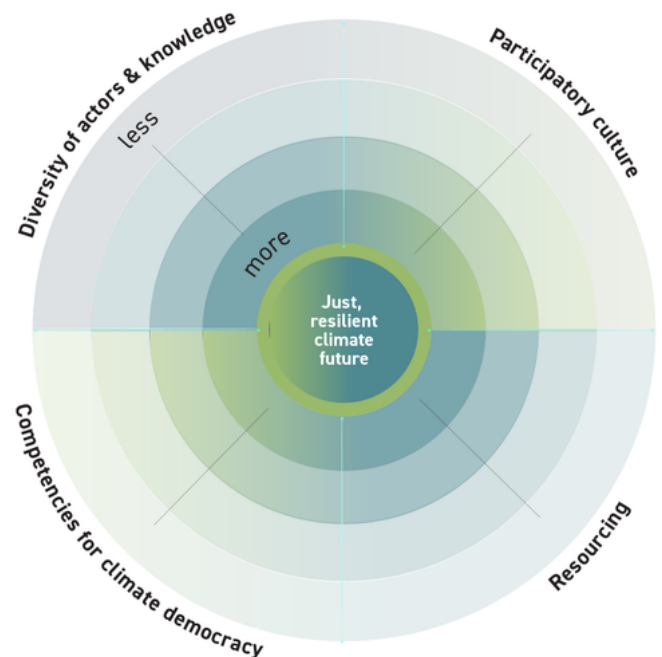 Diversity of actors & knowledge
Participatory culture
less
more
Just,
resilient
climate
future
Competencies for climate democracy
Resourcing